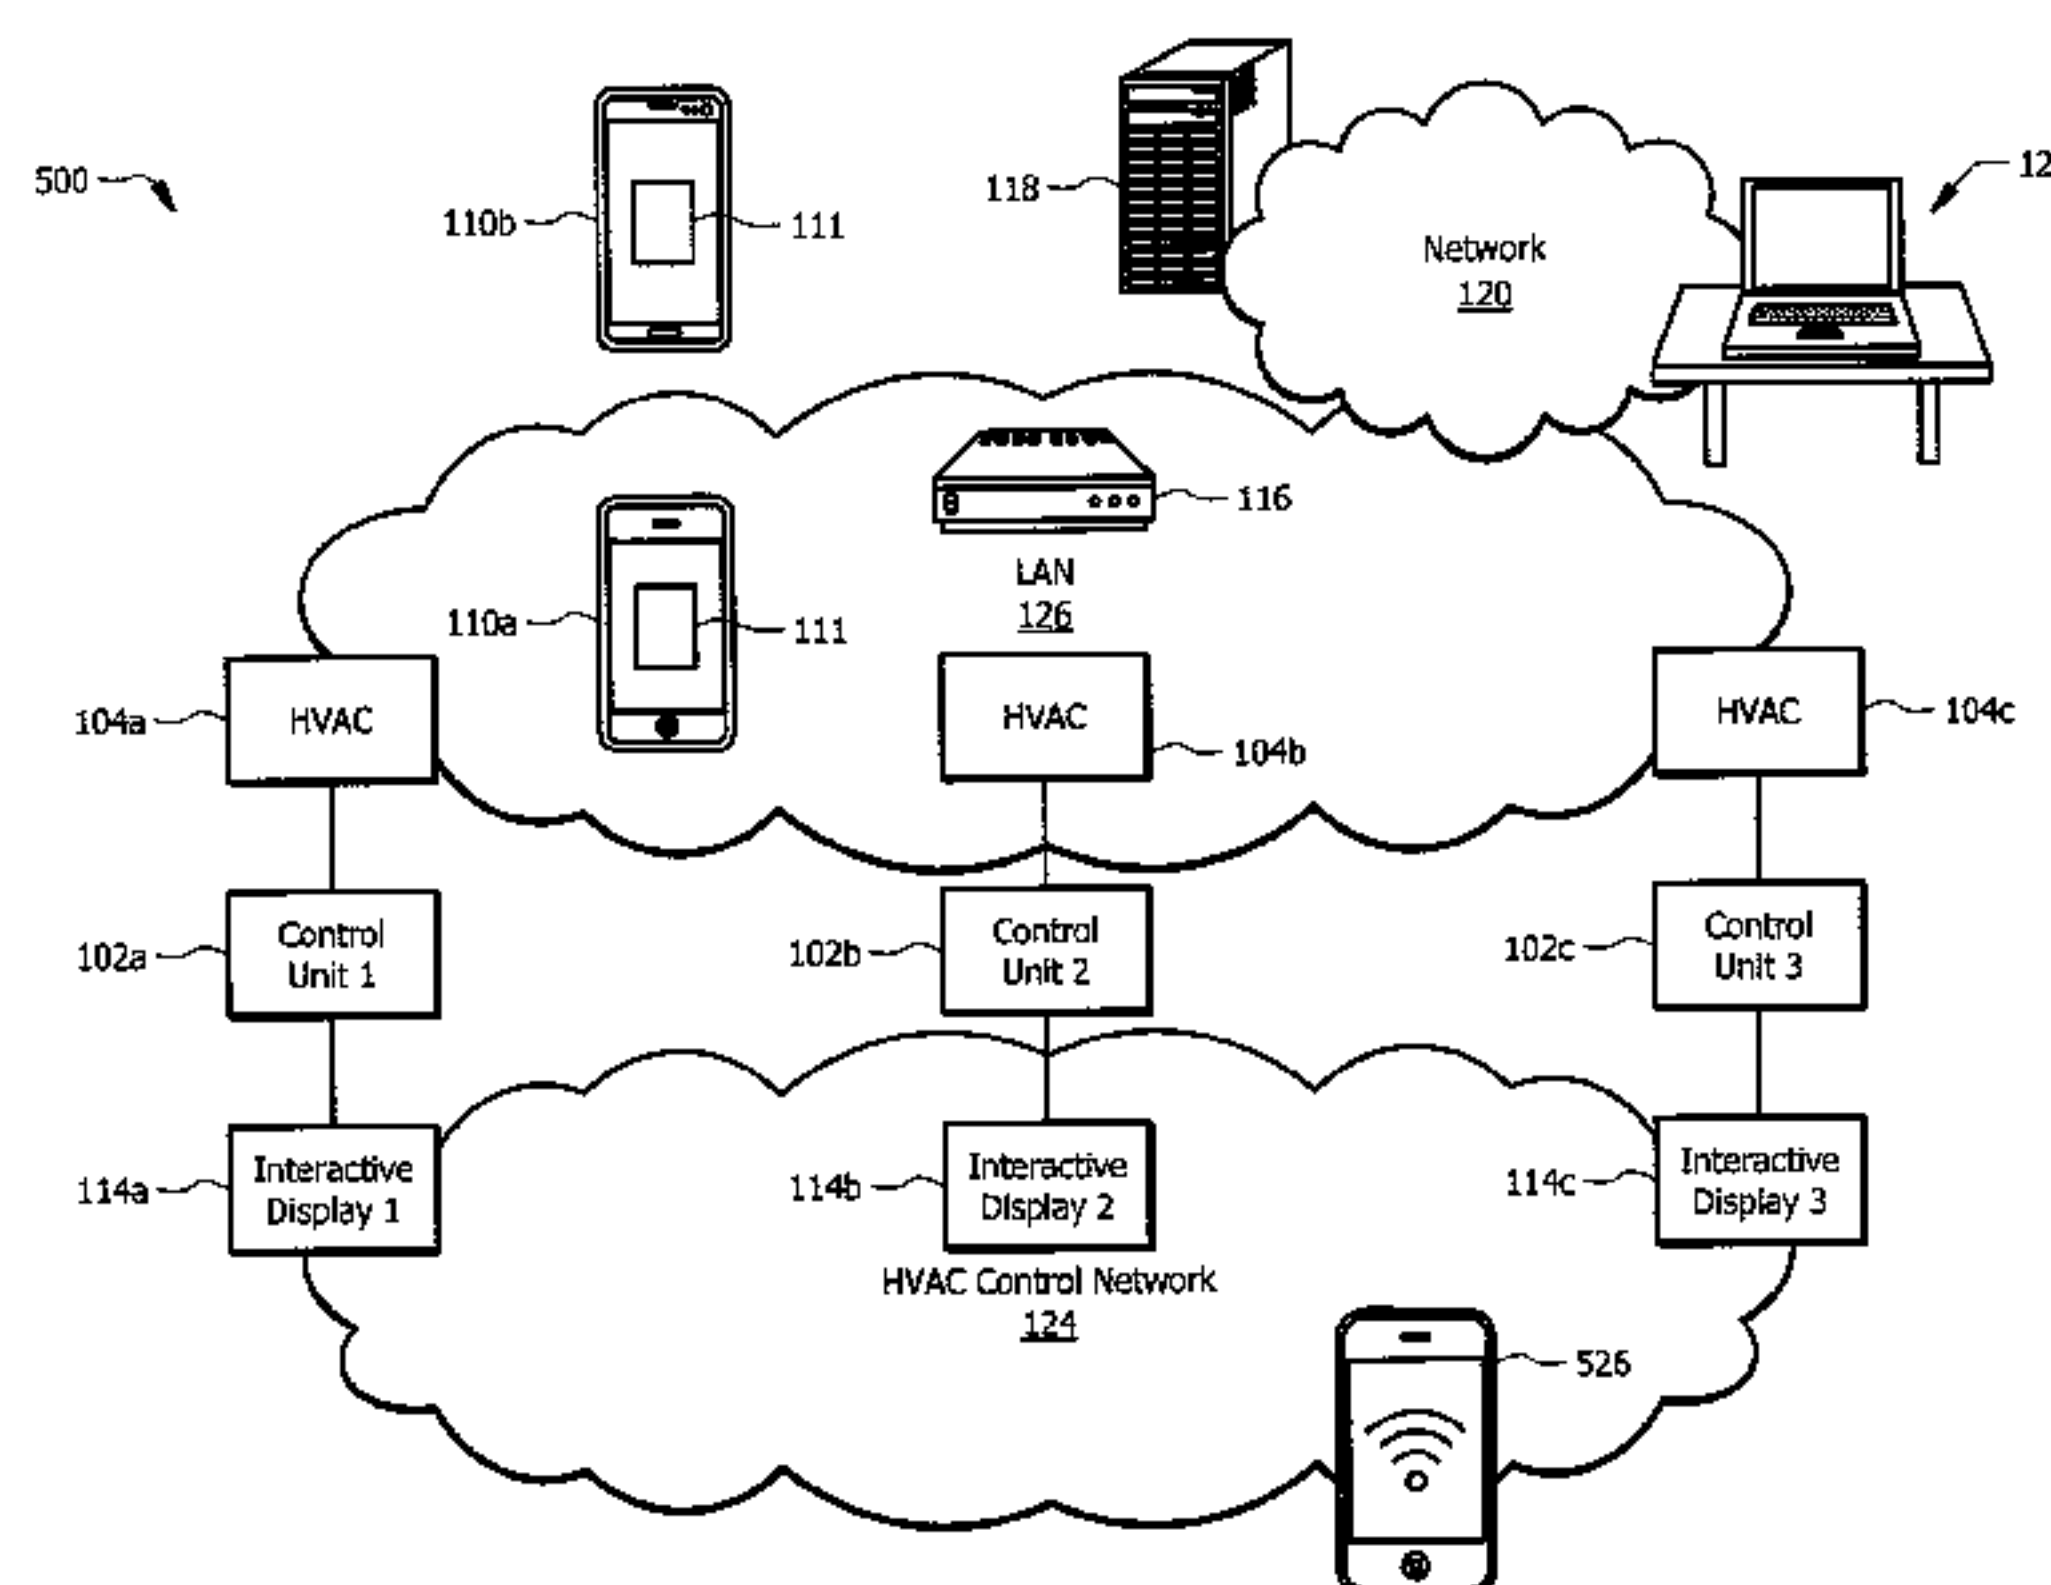 500
110b
111
118
Network
120
12
116
LAN
126
110a
111
HVAC
104a
HVAC
104b
HVAC
104c
Control
Unit 1
102a
Control
Unit 2
102b
Control
Unit 3
102c
Interactive
Display 1
114a
Interactive
Display 2
114b
Interactive
Display 3
114c
HVAC Control Network
124
526